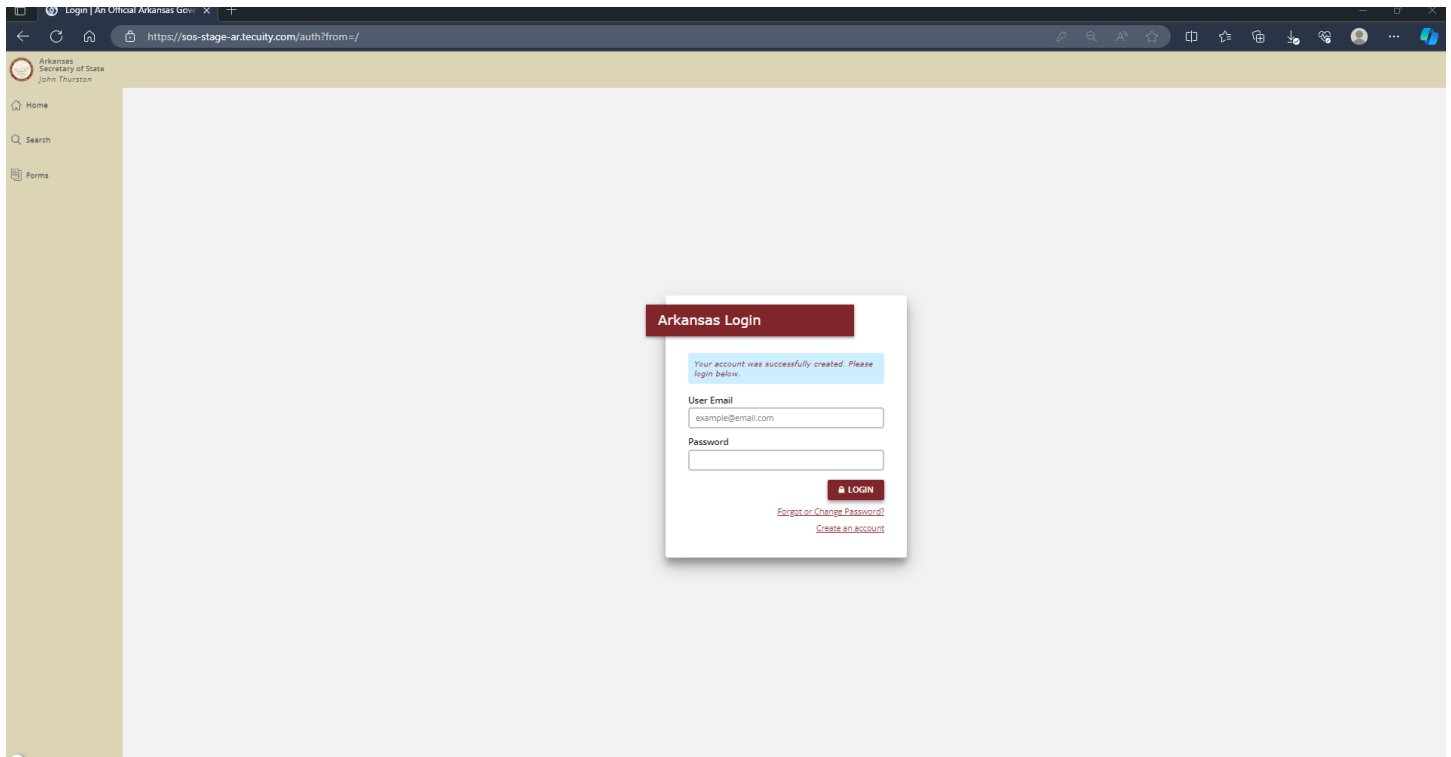 Login | An Official Arkansas Gove
https://sos-stage-ar.tecuity.com/auth?from=/
Arkansas
Secretary of State
John Thurston
Home
Search
Forms
Arkansas Login
Your account was successfully created. Please
login below.
User Email
example@email.com
Password
LOGIN
Forgot or Change Password?
Create an account